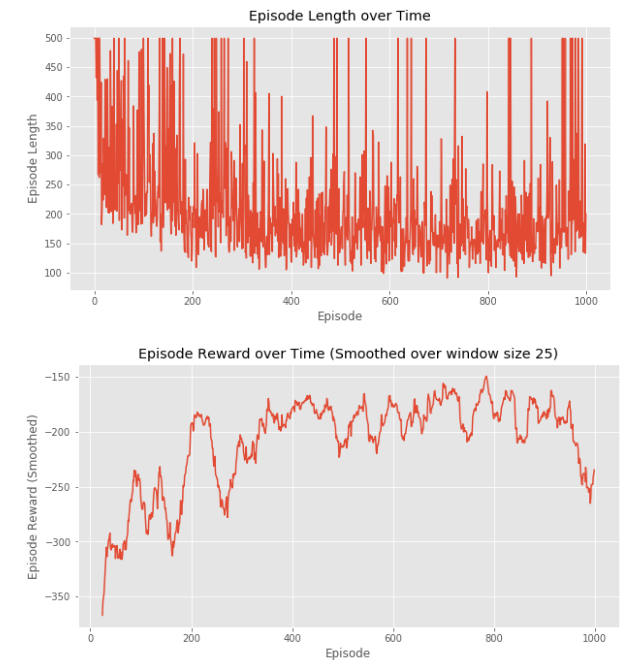 Episode Length over Time
500
450
400
350
300
250
200
150
100
Episode Length
0 200 400 600 800 1000
Episode
Episode Reward over Time (Smoothed over window size 25)
−150
−200
−250
−300
−350
Episode Reward (Smoothed)
0 200 400 600 800 1000
Episode